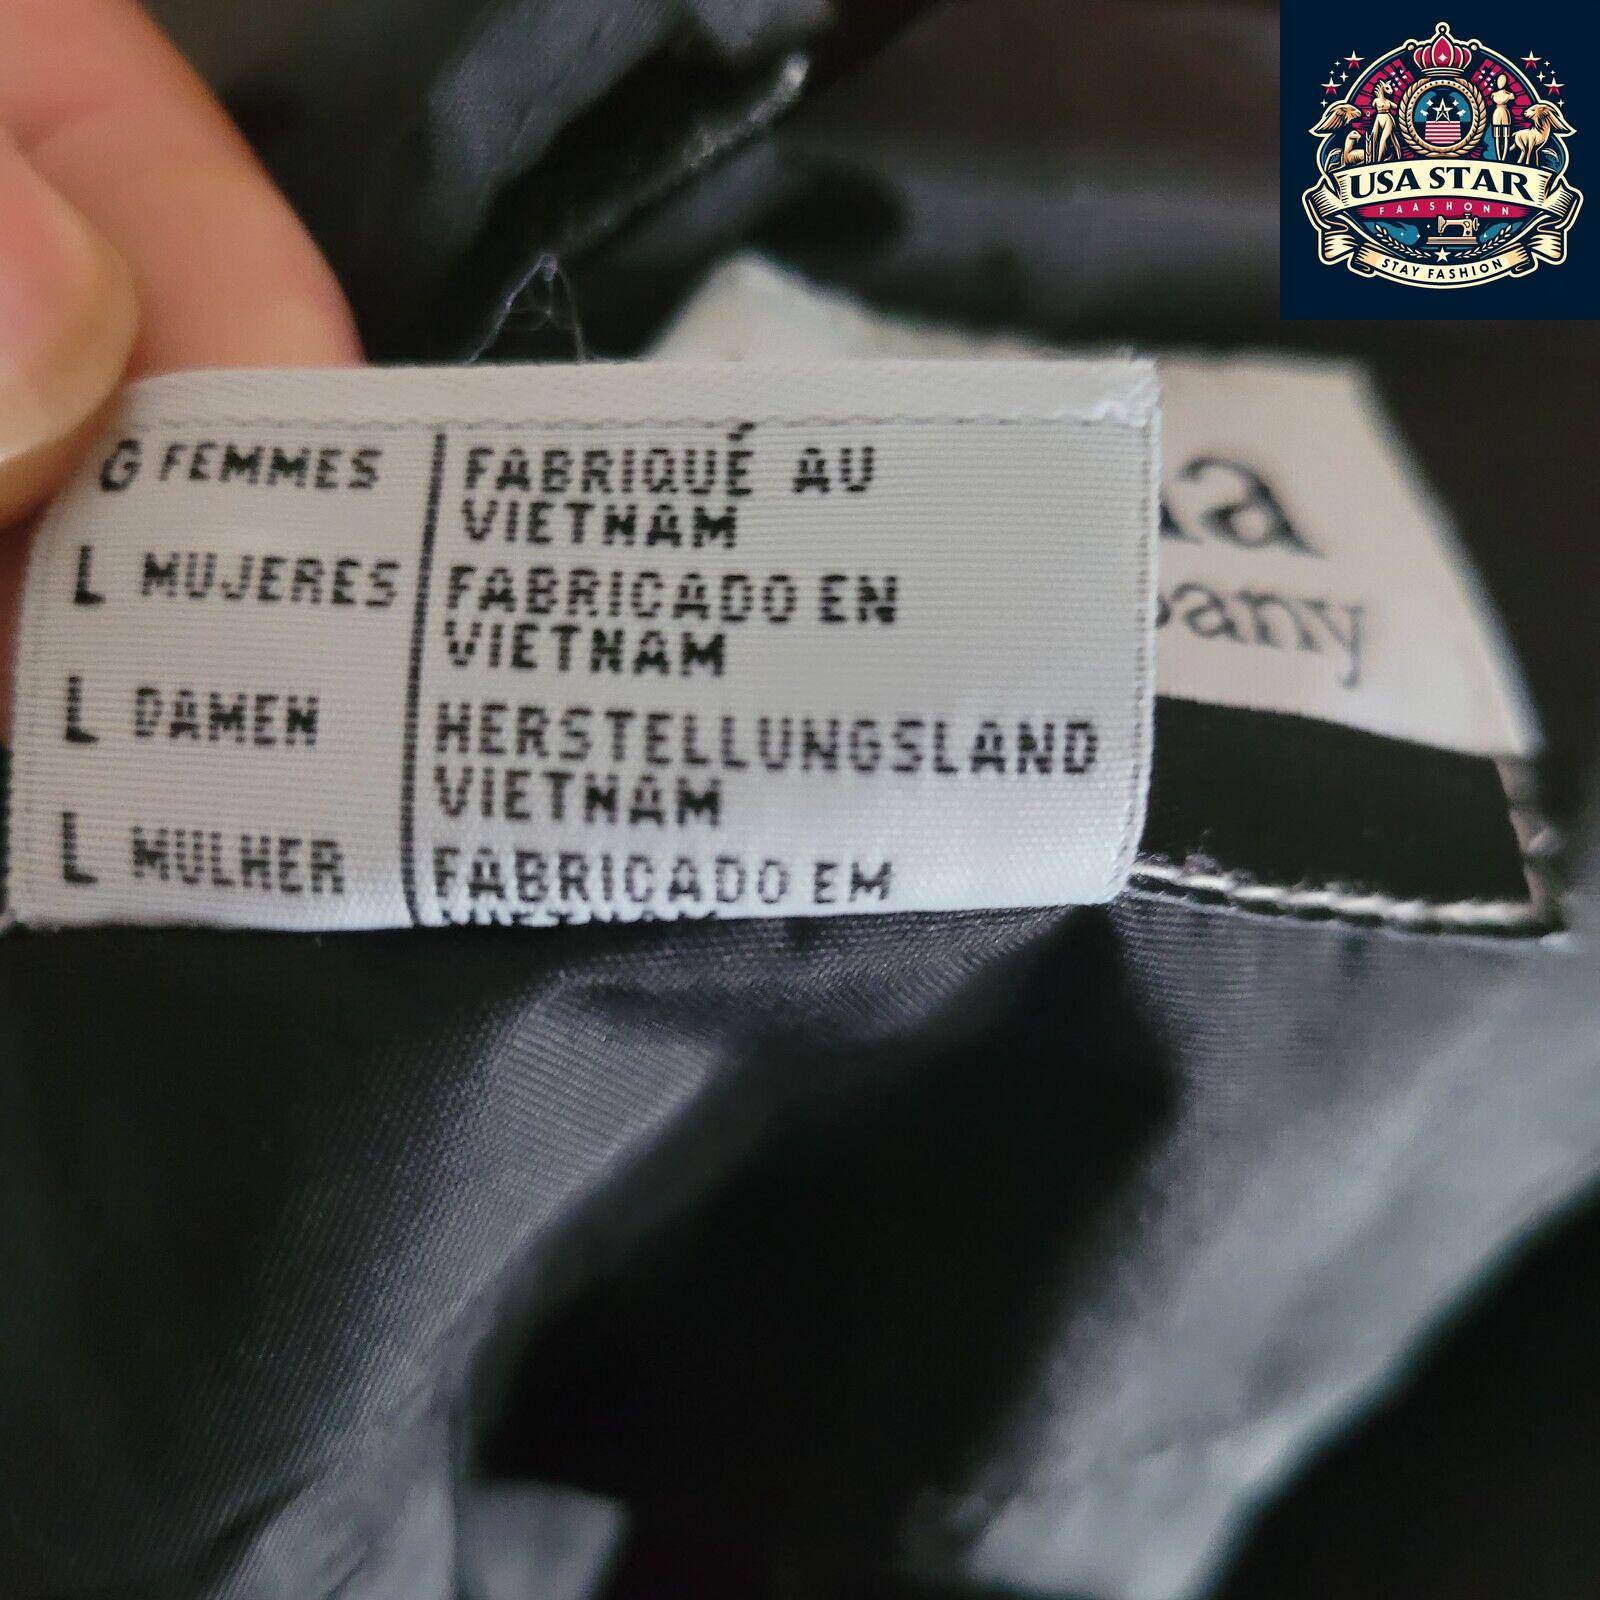 G FEMMES
FABRIQUÉ AU
VIETNAM
L MUJERES
FABRICADO EN
VIETNAM
L DAMEN
HERSTELLUNGSLAND
VIETNAM
L MULHER
FABRICADO EM
USA STAR
FAASHONN
STAY FASHION